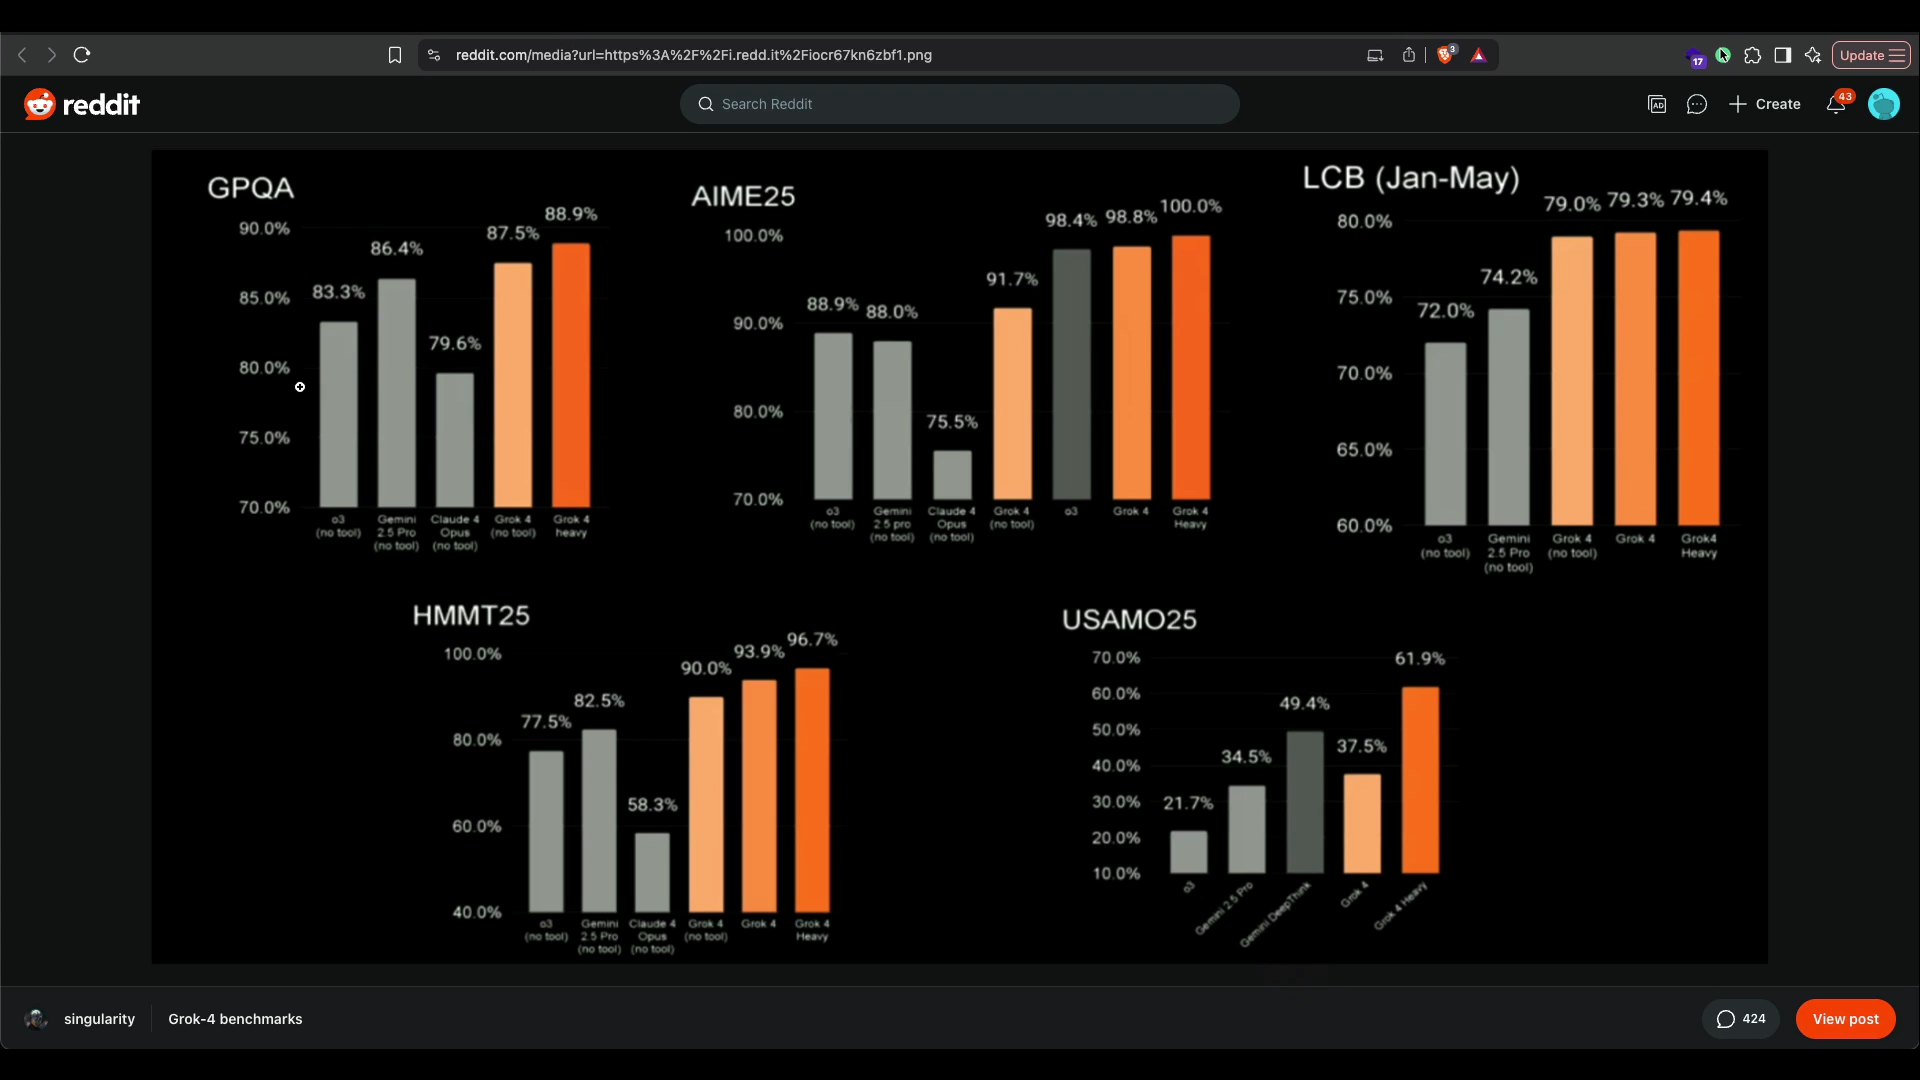 reddit.com/media?url=https%3A%2F%2Fi.redd.it%2Fiocr67kn6zbf1.png
3
17
Update
reddit
Search Reddit
AD
Create
43
GPQA
90.0%
85.0%
80.0%
75.0%
70.0%
83.3%
86.4%
79.6%
87.5%
88.9%
o3
(no tool)
Gemini
2.5 Pro
(no tool)
Claude 4
Opus
(no tool)
Grok 4
(no tool)
Grok 4
heavy
AIME25
100.0%
90.0%
80.0%
70.0%
88.9%
88.0%
75.5%
91.7%
98.4%
98.8%
100.0%
o3
(no tool)
Gemini
2.5 pro
(no tool)
Claude 4
Opus
(no tool)
Grok 4
(no tool)
o3
Grok 4
Grok 4
Heavy
LCB (Jan-May)
80.0%
75.0%
70.0%
65.0%
60.0%
72.0%
74.2%
79.0%
79.3%
79.4%
o3
(no tool)
Gemini
2.5 Pro
(no tool)
Grok 4
(no tool)
Grok 4
Grok4
Heavy
HMMT25
100.0%
80.0%
60.0%
40.0%
77.5%
82.5%
58.3%
90.0%
93.9%
96.7%
o3
(no tool)
Gemini
2.5 Pro
(no tool)
Claude 4
Opus
(no tool)
Grok 4
(no tool)
Grok 4
Grok 4
Heavy
USAMO25
70.0%
60.0%
50.0%
40.0%
30.0%
20.0%
10.0%
21.7%
34.5%
49.4%
37.5%
61.9%
o3
Gemini 2.5 Pro
Gemini DeepThink
Grok 4
Grok 4 Heavy
singularity
Grok-4 benchmarks
424
View post